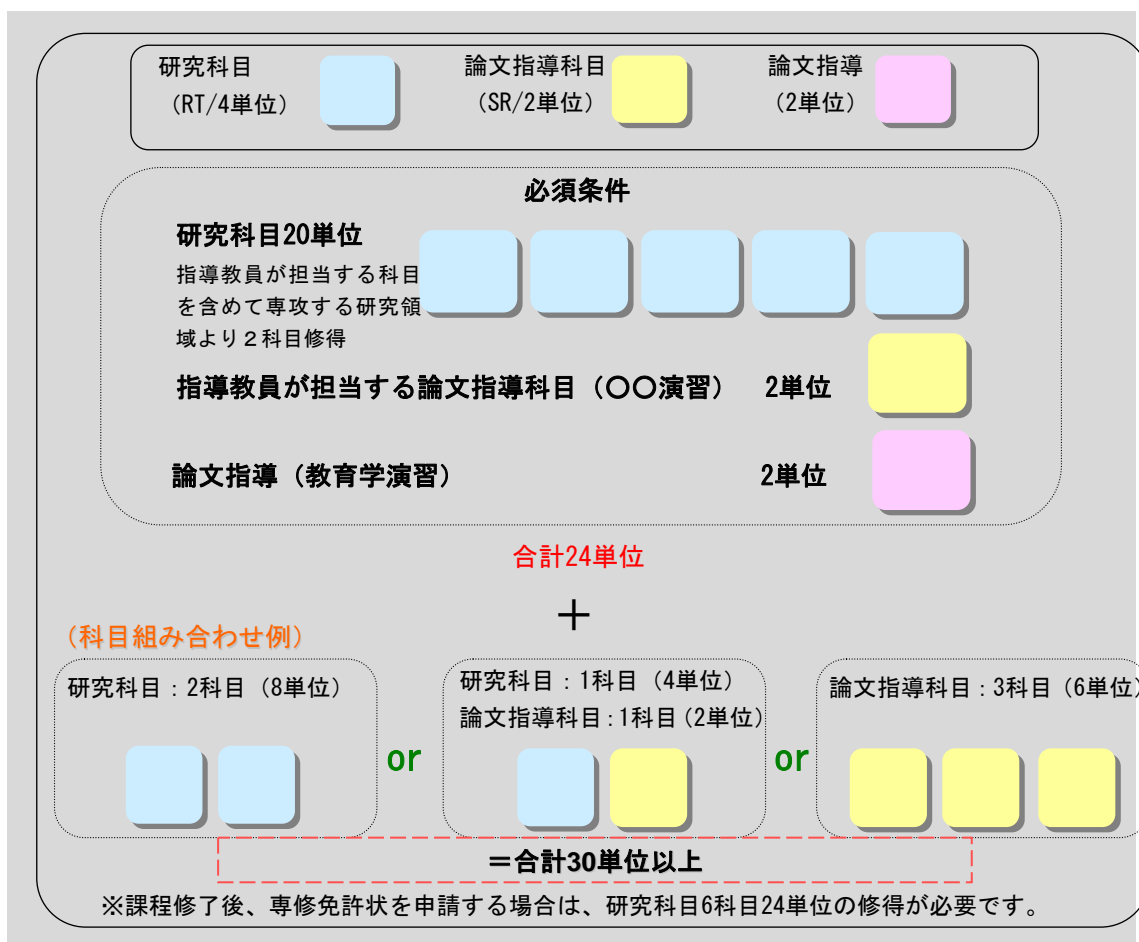 研究科目
（RT/4単位）
論文指導科目
（SR/2単位）
論文指導
（2単位）
必須条件
研究科目20単位
指導教員が担当する科目
を含めて専攻する研究領
域より２科目修得
指導教員が担当する論文指導科目（〇〇演習）　2単位
論文指導（教育学演習）　2単位
合計24単位
＋
（科目組み合わせ例）
研究科目：2科目（8単位）
or
研究科目：1科目（4単位）
論文指導科目：1科目（2単位）
or
論文指導科目：3科目（6単位）
＝合計30単位以上
※課程修了後、専修免許状を申請する場合は、研究科目6科目24単位の修得が必要です。